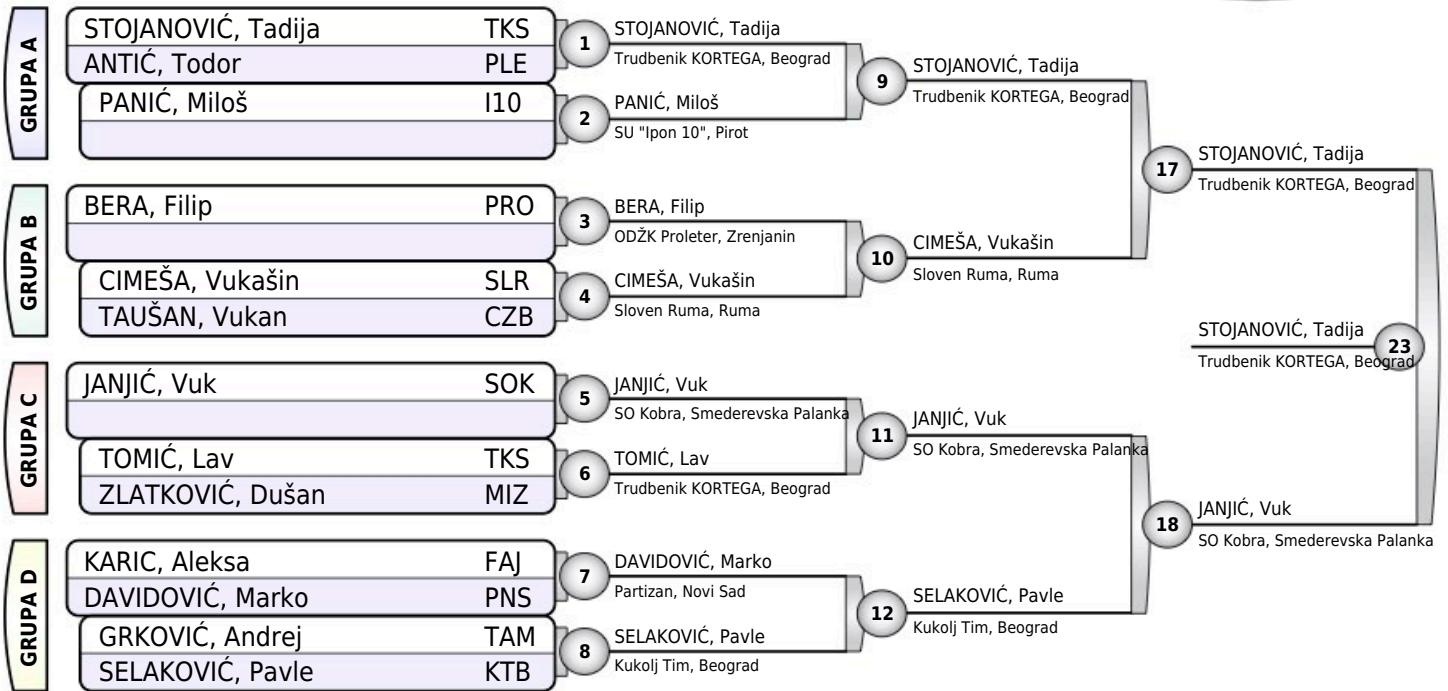 GRUPA A
STOJANOVIĆ, Tadija TKS
ANTIĆ, Todor PLE
PANIĆ, Miloš I10
1
STOJANOVIĆ, Tadija
Trudbenik KORTEGA, Beograd
2
PANIĆ, Miloš
SU "Ipon 10", Pirot
9
STOJANOVIĆ, Tadija
Trudbenik KORTEGA, Beograd
GRUPA B
BERA, Filip PRO
CIMEŠA, Vukašin SLR
TAUŠAN, Vukan CZB
3
BERA, Filip
ODŽK Proleter, Zrenjanin
4
CIMEŠA, Vukašin
Sloven Ruma, Ruma
10
CIMEŠA, Vukašin
Sloven Ruma, Ruma
17
STOJANOVIĆ, Tadija
Trudbenik KORTEGA, Beograd
GRUPA C
JANJIĆ, Vuk SOK
TOMIĆ, Lav TKS
ZLATKOVIĆ, Dušan MIZ
5
JANJIĆ, Vuk
SO Kobra, Smederevska Palanka
6
TOMIĆ, Lav
Trudbenik KORTEGA, Beograd
11
JANJIĆ, Vuk
SO Kobra, Smederevska Palanka
GRUPA D
KARIC, Aleksa FAJ
DAVIDOVIĆ, Marko PNS
GRKOVIĆ, Andrej TAM
SELAKOVIĆ, Pavle KTB
7
DAVIDOVIĆ, Marko
Partizan, Novi Sad
8
SELAKOVIĆ, Pavle
Kukolj Tim, Beograd
12
SELAKOVIĆ, Pavle
Kukolj Tim, Beograd
18
JANJIĆ, Vuk
SO Kobra, Smederevska Palanka
STOJANOVIĆ, Tadija
Trudbenik KORTEGA, Beograd
23